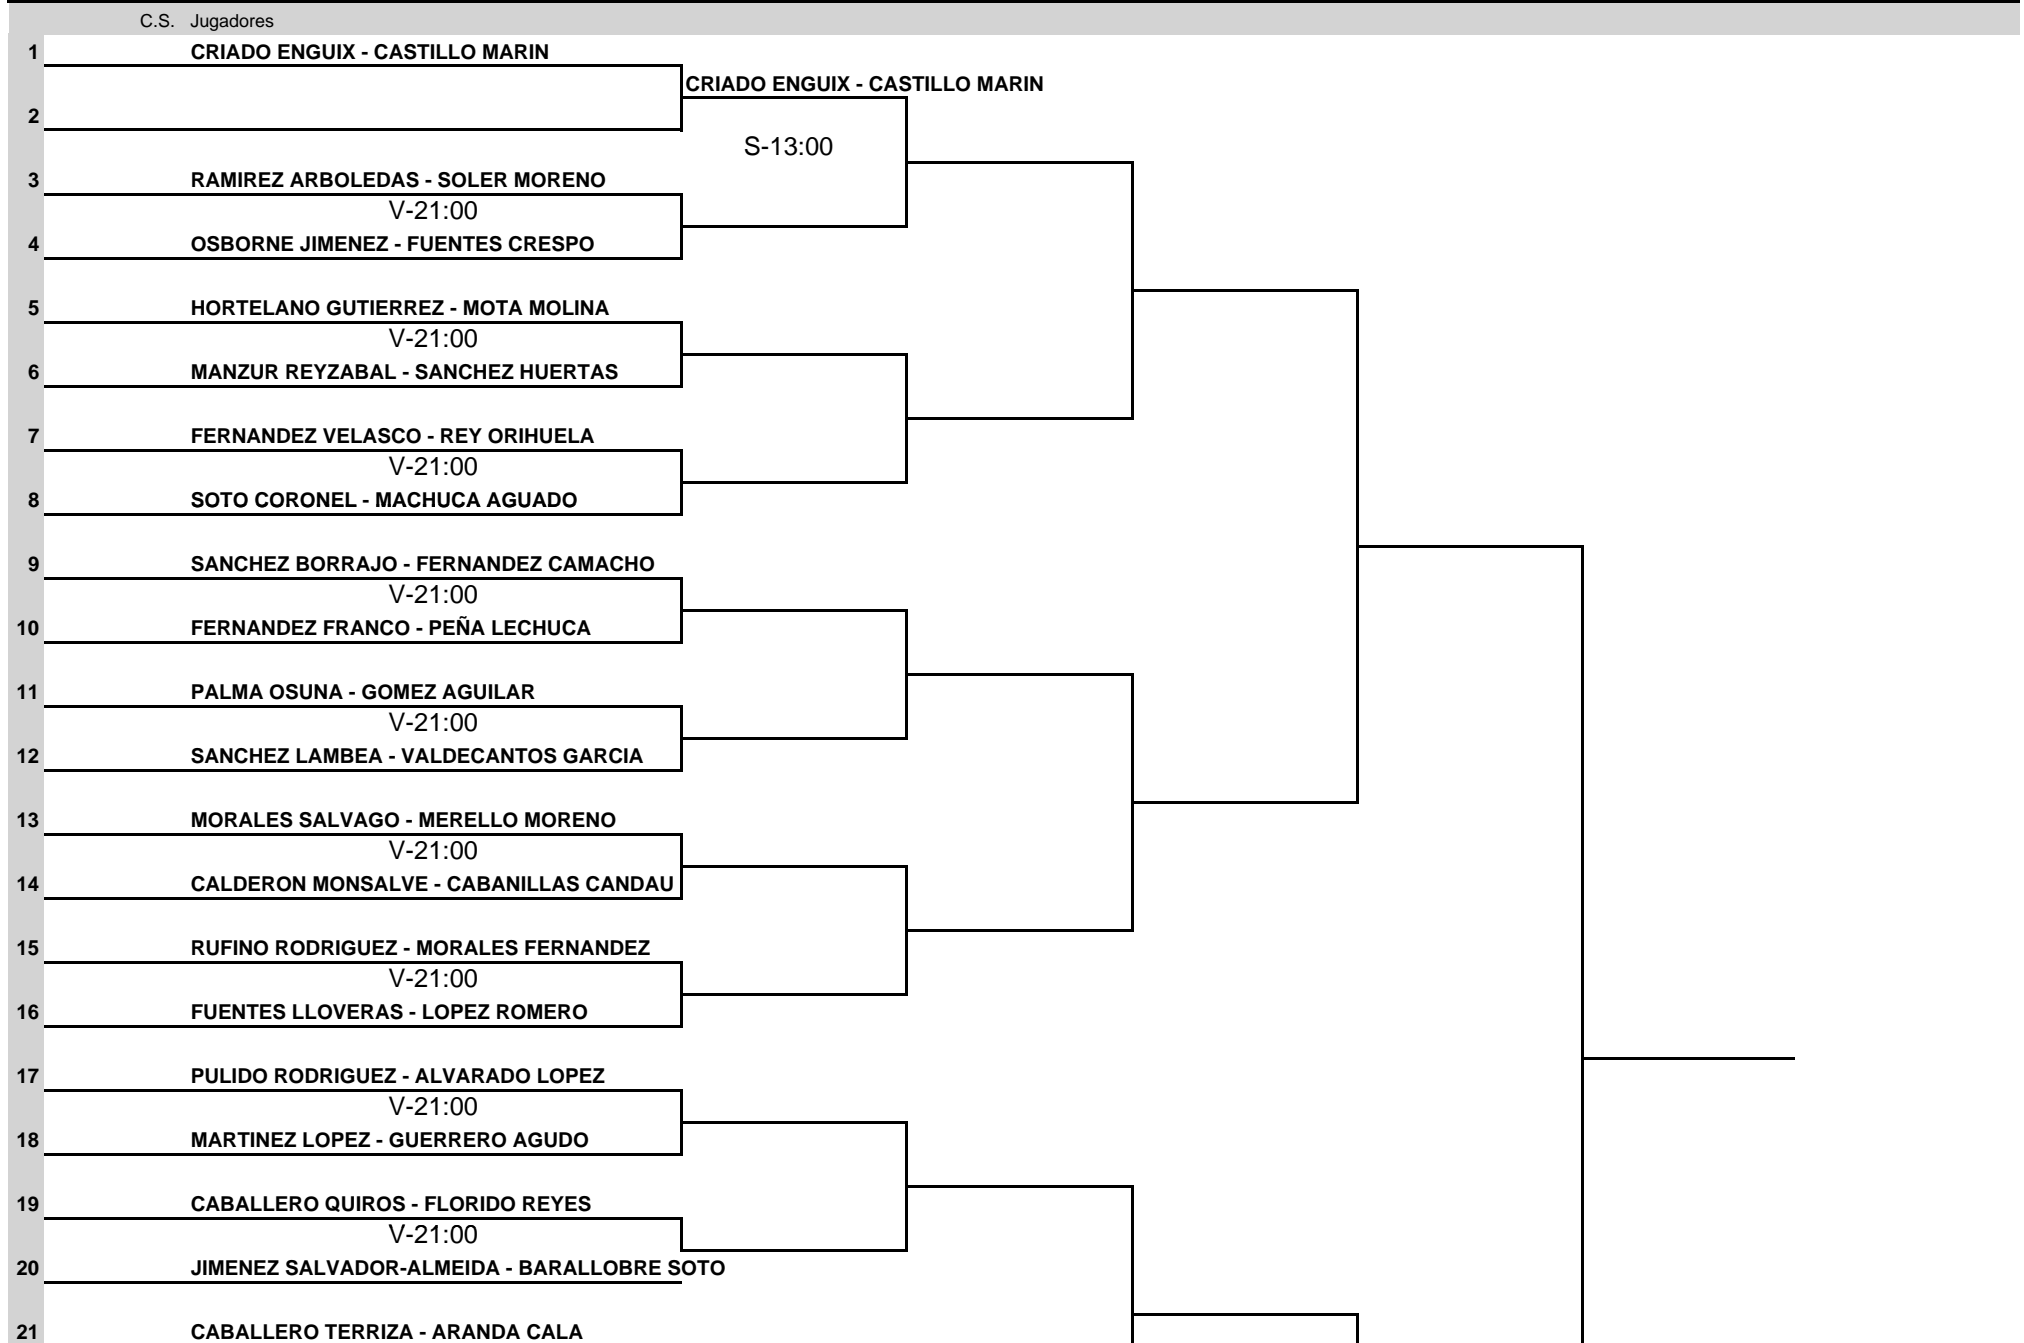 C.S. Jugadores
1 CRIADO ENGUIX - CASTILLO MARIN
CRIADO ENGUIX - CASTILLO MARIN
2
S-13:00
3 RAMIREZ ARBOLEDAS - SOLER MORENO
V-21:00
4 OSBORNE JIMENEZ - FUENTES CRESPO
5 HORTELANO GUTIERREZ - MOTA MOLINA
V-21:00
6 MANZUR REYZABAL - SANCHEZ HUERTAS
7 FERNANDEZ VELASCO - REY ORIHUELA
V-21:00
8 SOTO CORONEL - MACHUCA AGUADO
9 SANCHEZ BORRAJO - FERNANDEZ CAMACHO
V-21:00
10 FERNANDEZ FRANCO - PEÑA LECHUCA
11 PALMA OSUNA - GOMEZ AGUILAR
V-21:00
12 SANCHEZ LAMBEA - VALDECANTOS GARCIA
13 MORALES SALVAGO - MERELLO MORENO
V-21:00
14 CALDERON MONSALVE - CABANILLAS CANDAU
15 RUFINO RODRIGUEZ - MORALES FERNANDEZ
V-21:00
16 FUENTES LLOVERAS - LOPEZ ROMERO
17 PULIDO RODRIGUEZ - ALVARADO LOPEZ
V-21:00
18 MARTINEZ LOPEZ - GUERRERO AGUDO
19 CABALLERO QUIROS - FLORIDO REYES
V-21:00
20 JIMENEZ SALVADOR-ALMEIDA - BARALLOBRE SOTO
21 CABALLERO TERRIZA - ARANDA CALA